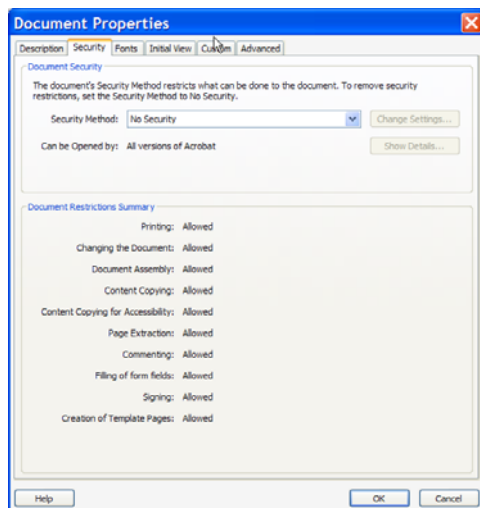 Document Properties
Description Security Fonts Initial View Custom Advanced
Document Security
The document's Security Method restricts what can be done to the document. To remove security
restrictions, set the Security Method to No Security.
Security Method: No Security Change Settings...
Can be Opened by: All versions of Acrobat Show Details...
Document Restrictions Summary
Printing: Allowed
Changing the Document: Allowed
Document Assembly: Allowed
Content Copying: Allowed
Content Copying for Accessibility: Allowed
Page Extraction: Allowed
Commenting: Allowed
Filling of form fields: Allowed
Signing: Allowed
Creation of Template Pages: Allowed
Help OK Cancel